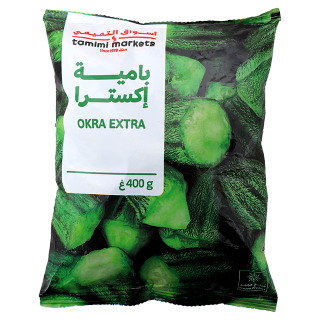 أسواق التميمي
tamimi markets
بامية
إكسترا
OKRA EXTRA
400 g غ